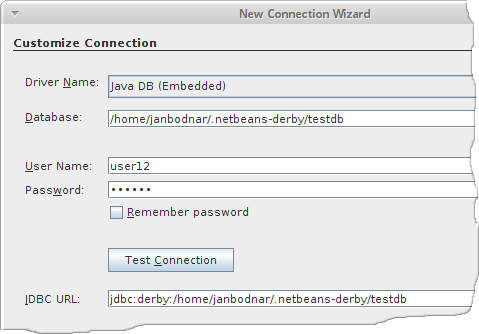 New Connection Wizard
Customize Connection
Driver Name: Java DB (Embedded)
Database: /home/janbodnar/.netbeans-derby/testdb
User Name: user12
Password: ••••••
Remember password
Test Connection
JDBC URL: jdbc:derby:/home/janbodnar/.netbeans-derby/testdb